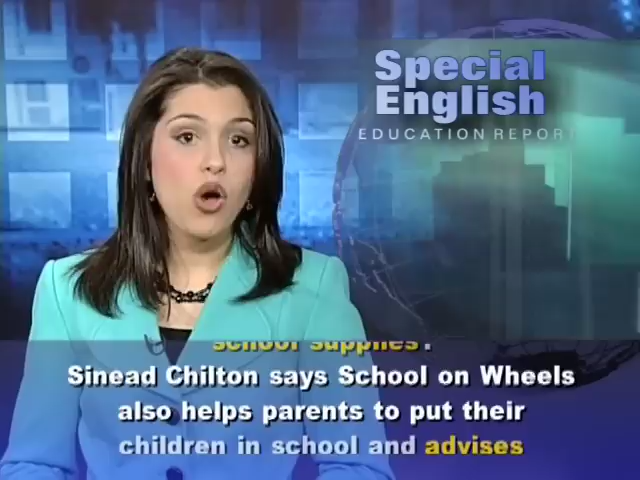 Special
English
EDUCATION REPORT
school supplies.
Sinead Chilton says School on Wheels
also helps parents to put their
children in school and advises